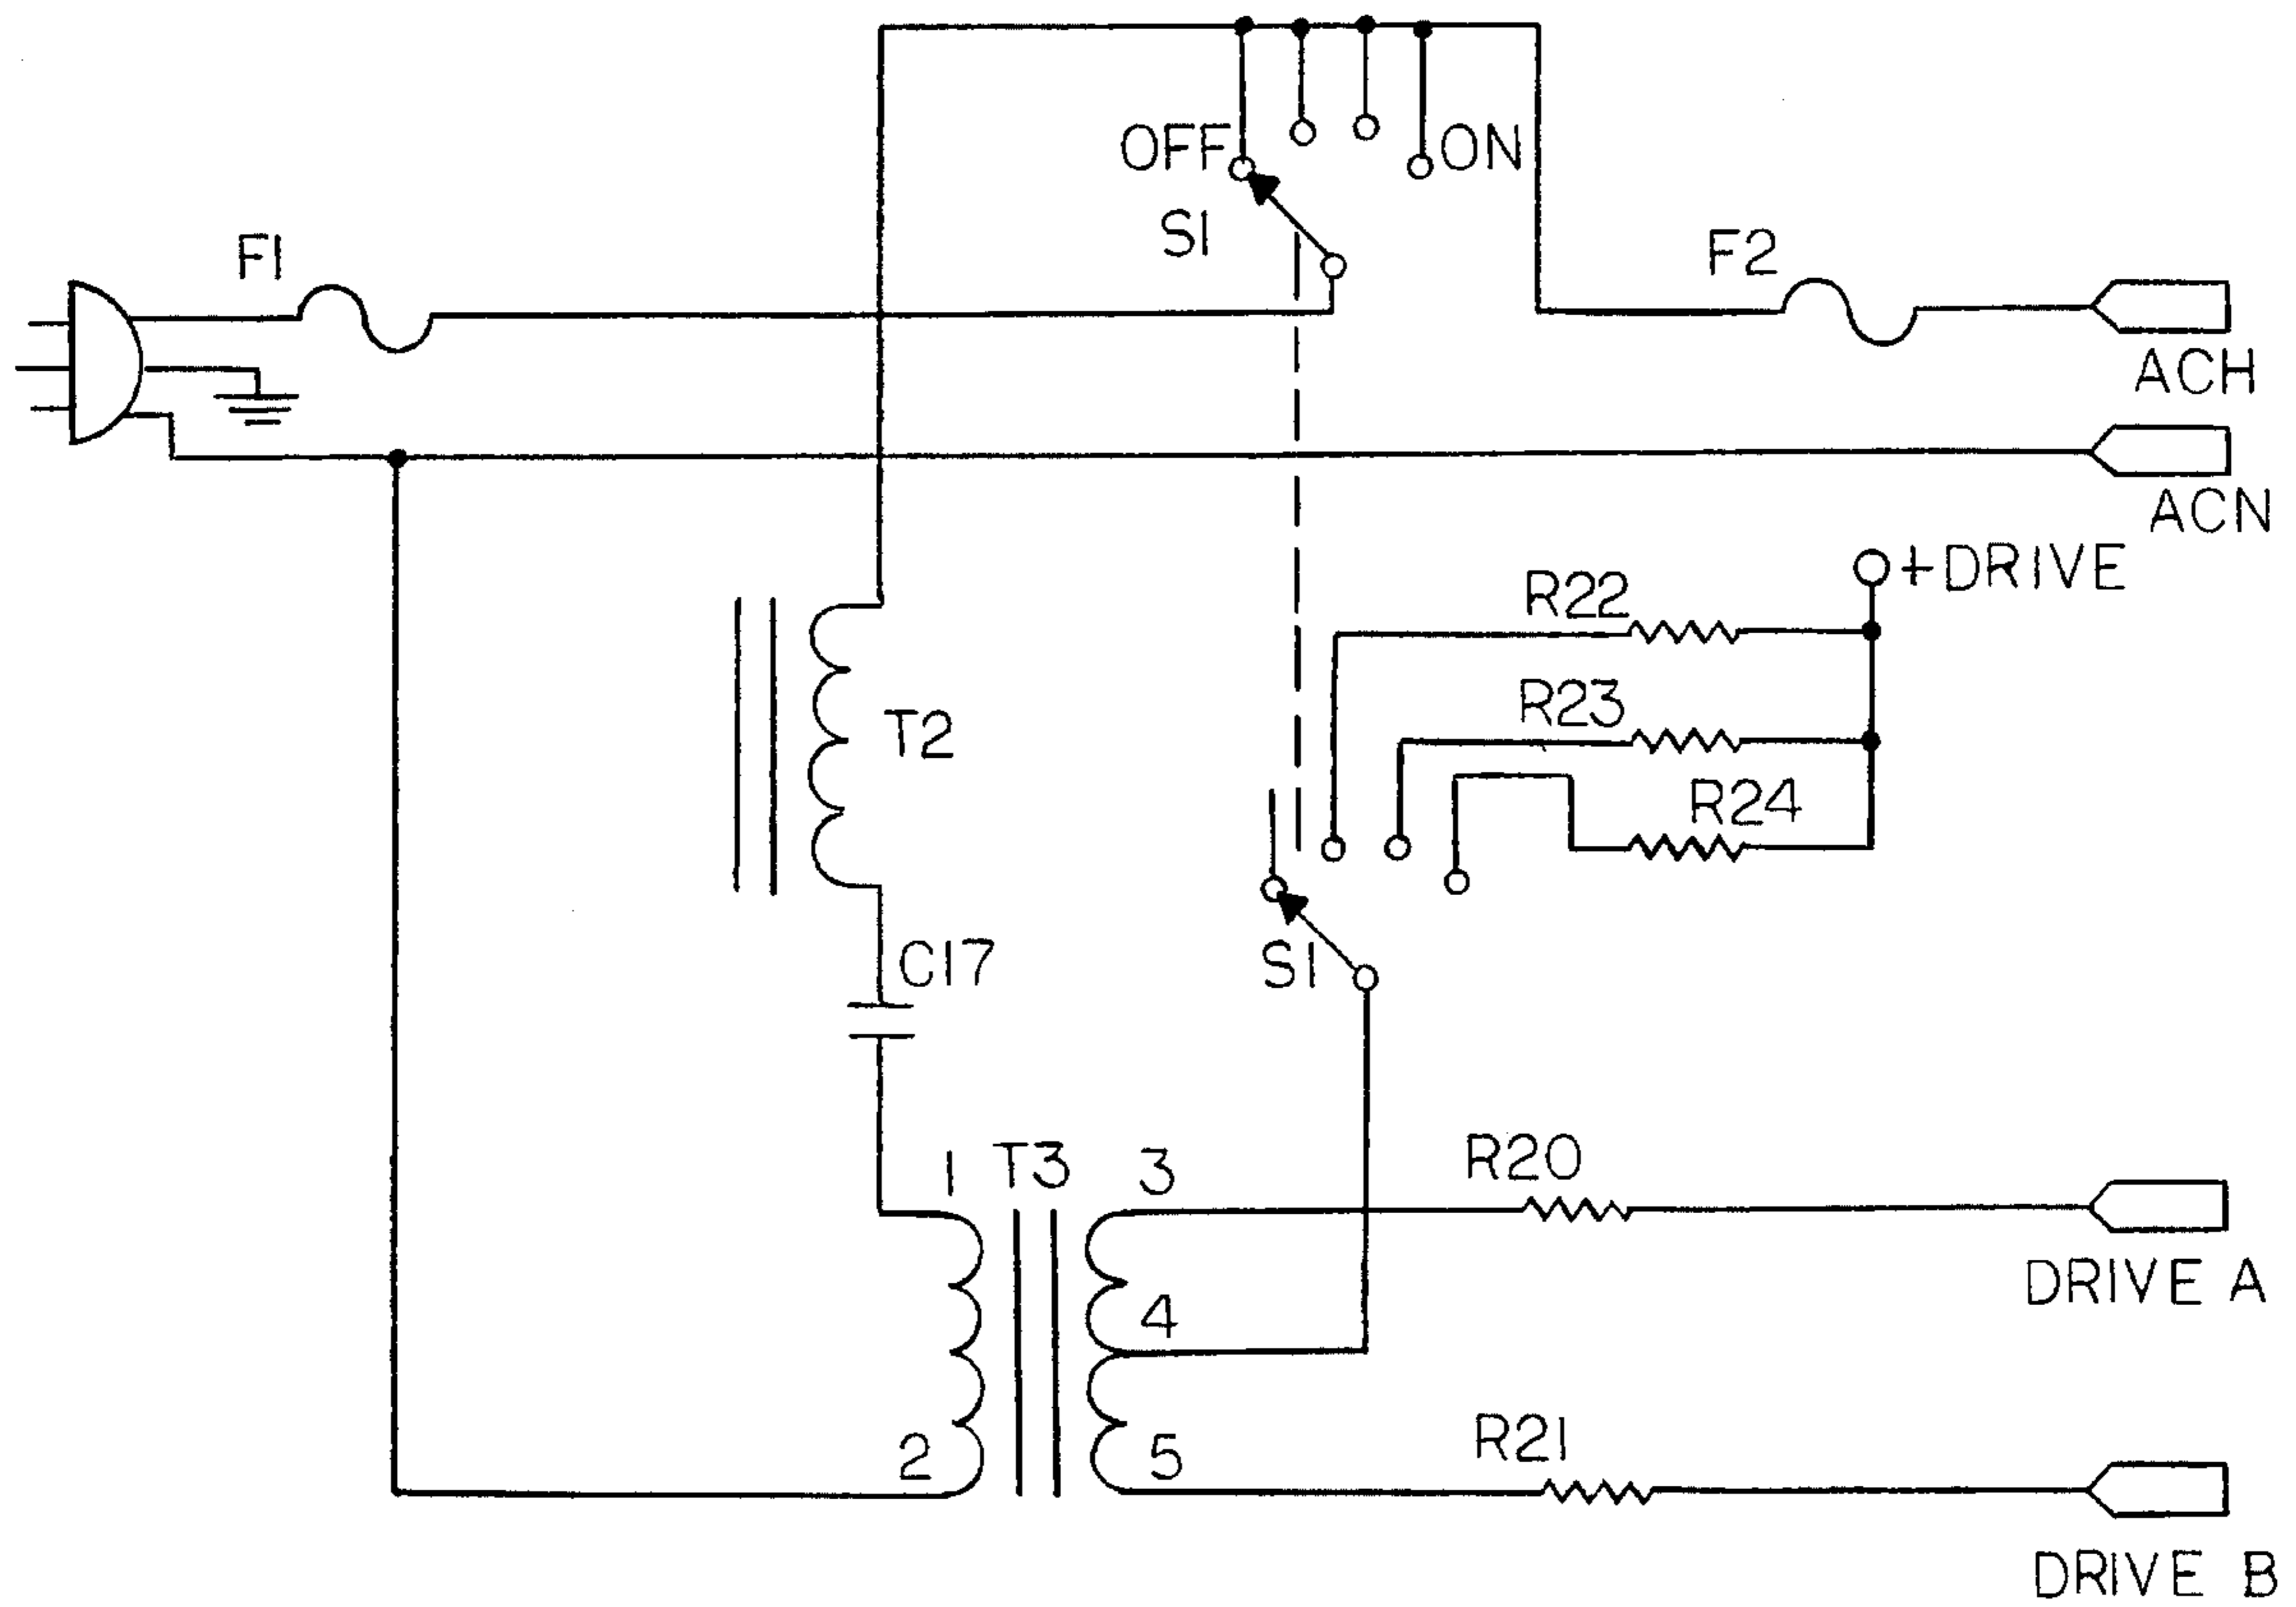 OFF
ON
S1
F1
F2
ACH
ACN
+DRIVE
R22
R23
T2
R24
C17
S1
1
T3
3
R20
4
DRIVE A
2
5
R21
DRIVE B